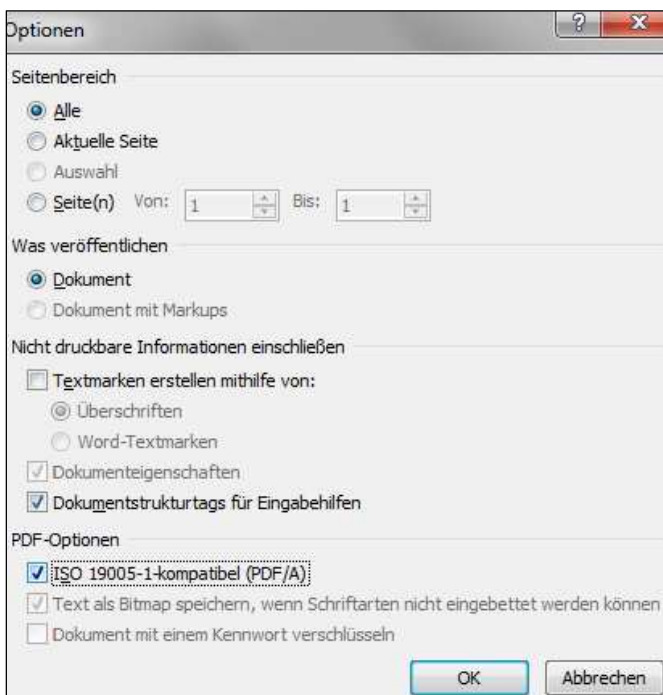 Optionen
Seitenbereich
Alle
Aktuelle Seite
Auswahl
Seite(n) Von: 1 Bis: 1
Was veröffentlichen
Dokument
Dokument mit Markups
Nicht druckbare Informationen einschließen
Textmarken erstellen mithilfe von:
Überschriften
Word-Textmarken
Dokumenteigenschaften
Dokumentstrukturtags für Eingabehilfen
PDF-Optionen
ISO 19005-1-kompatibel (PDF/A)
Text als Bitmap speichern, wenn Schriftarten nicht eingebettet werden können
Dokument mit einem Kennwort verschlüsseln
OK Abbrechen